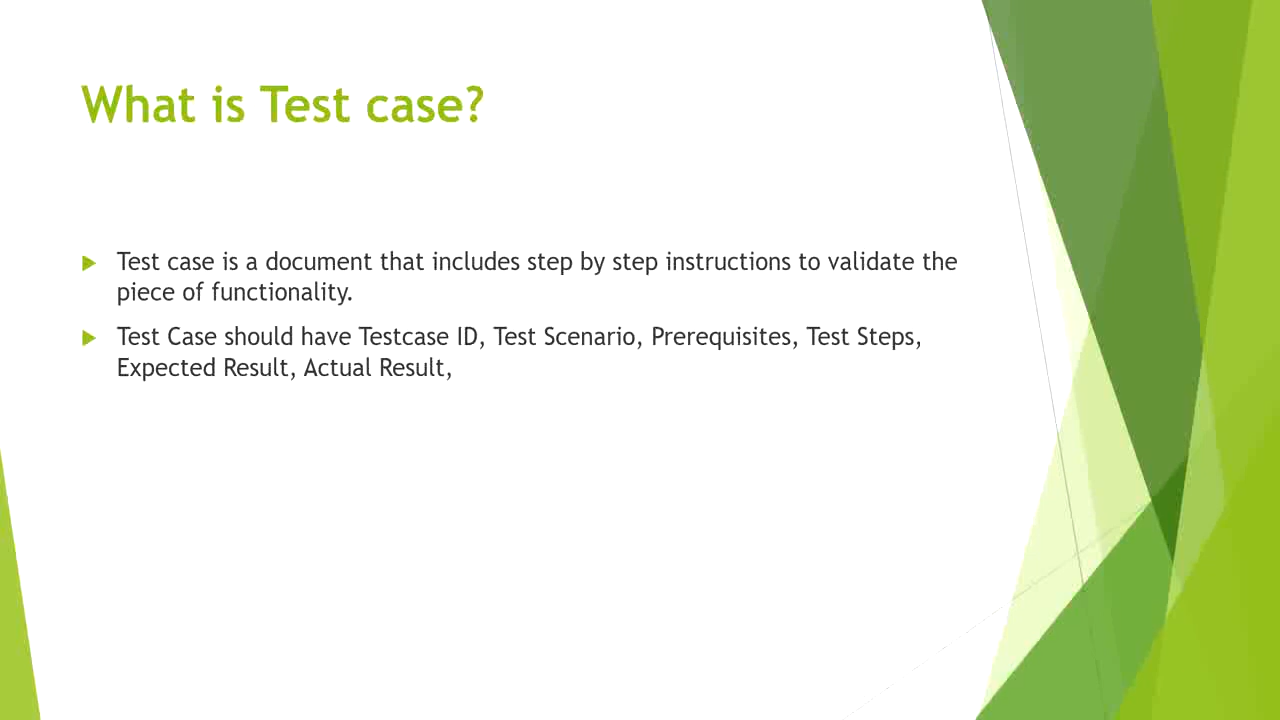 What is Test case?
Test case is a document that includes step by step instructions to validate the
piece of functionality.
Test Case should have Testcase ID, Test Scenario, Prerequisites, Test Steps,
Expected Result, Actual Result,